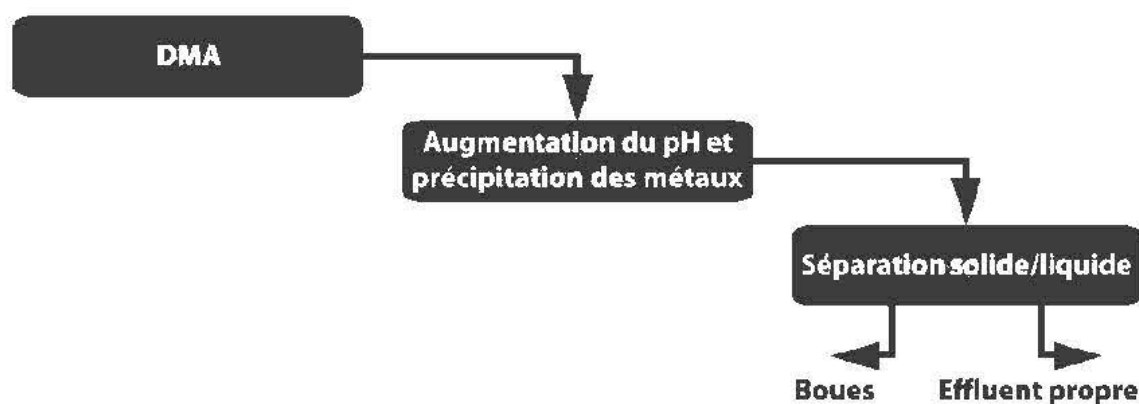 DMA
Augmentation du pH et
précipitation des métaux
Séparation solide/liquide
Boues
Effluent propre